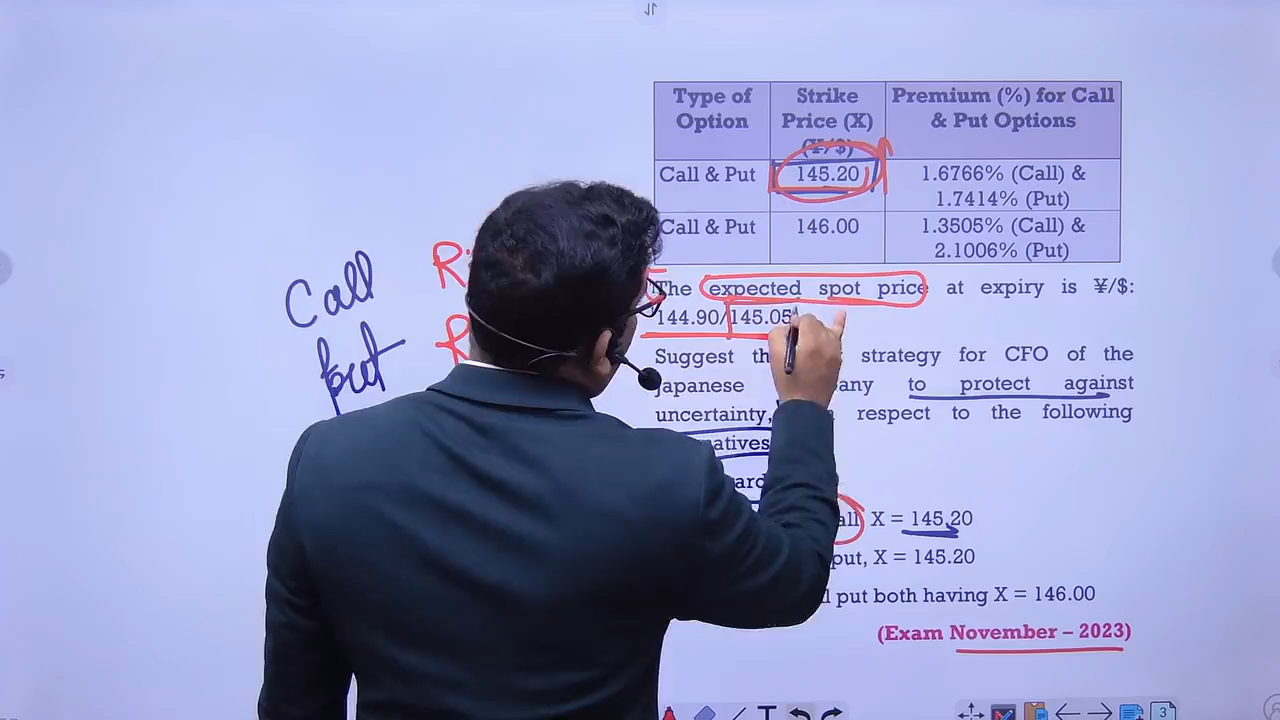 Type of Option
Strike Price (X) (¥/$)
Premium (%) for Call & Put Options
Call & Put
145.20
1.6766% (Call) & 1.7414% (Put)
Call & Put
146.00
1.3505% (Call) & 2.1006% (Put)
Call
put
The expected spot price at expiry is ¥/$:
144.90/145.05
Suggest strategy for CFO of the
Japanese to protect against
uncertainty, respect to the following
X = 145.20
put, X = 145.20
put both having X = 146.00
(Exam November – 2023)
T
3